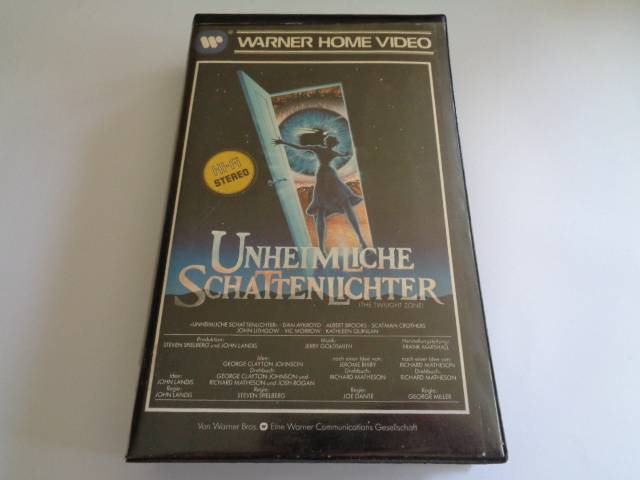 WARNER HOME VIDEO
HI-FI
STEREO
UNHEIMLICHE
SCHATTENLICHTER
(THE TWILIGHT ZONE)
»UNHEIMLICHE SCHATTENLICHTER« · DAN AYKROYD · ALBERT BROOKS · SCATMAN CROTHERS
JOHN LITHGOW · VIC MORROW · KATHLEEN QUINLAN
Produktion: Musik: Herstellungsleitung:
STEVEN SPIELBERG und JOHN LANDIS JERRY GOLDSMITH FRANK MARSHALL
Idee: nach einer Idee von: nach einer Idee von:
GEORGE CLAYTON JOHNSON JEROME BIXBY RICHARD MATHESON
Idee: Drehbuch: Drehbuch: Drehbuch:
JOHN LANDIS GEORGE CLAYTON JOHNSON und RICHARD MATHESON RICHARD MATHESON
RICHARD MATHESON und JOSH ROGAN
Regie: Regie: Regie: Regie:
JOHN LANDIS STEVEN SPIELBERG JOE DANTE GEORGE MILLER
Von Warner Bros. Eine Warner Communications Gesellschaft